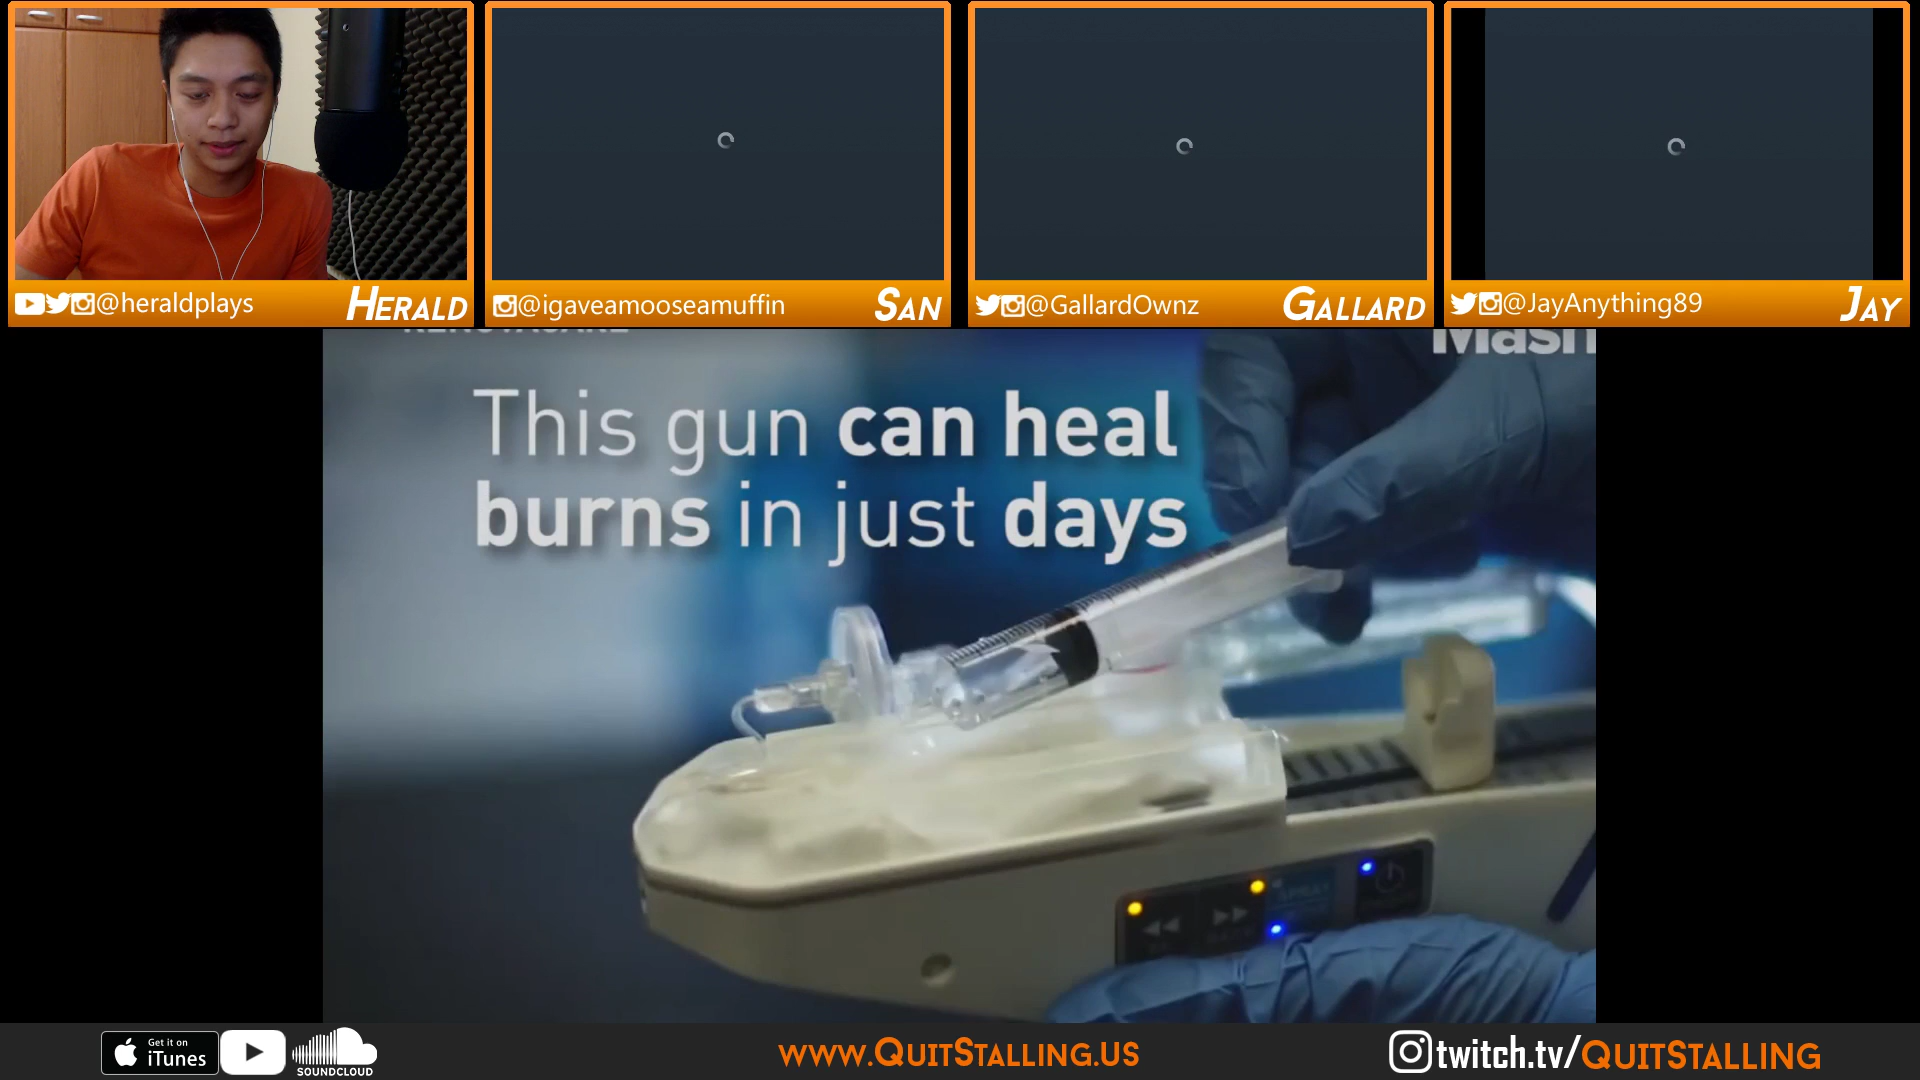 @heraldplays
HERALD
@igaveamooseamuffin
SAN
@GallardOwnz
GALLARD
@JayAnything89
JAY
This gun can heal
burns in just days
Get it on
iTunes
SOUNDCLOUD
WWW.QUITSTALLING.US
twitch.tv/QUITSTALLING